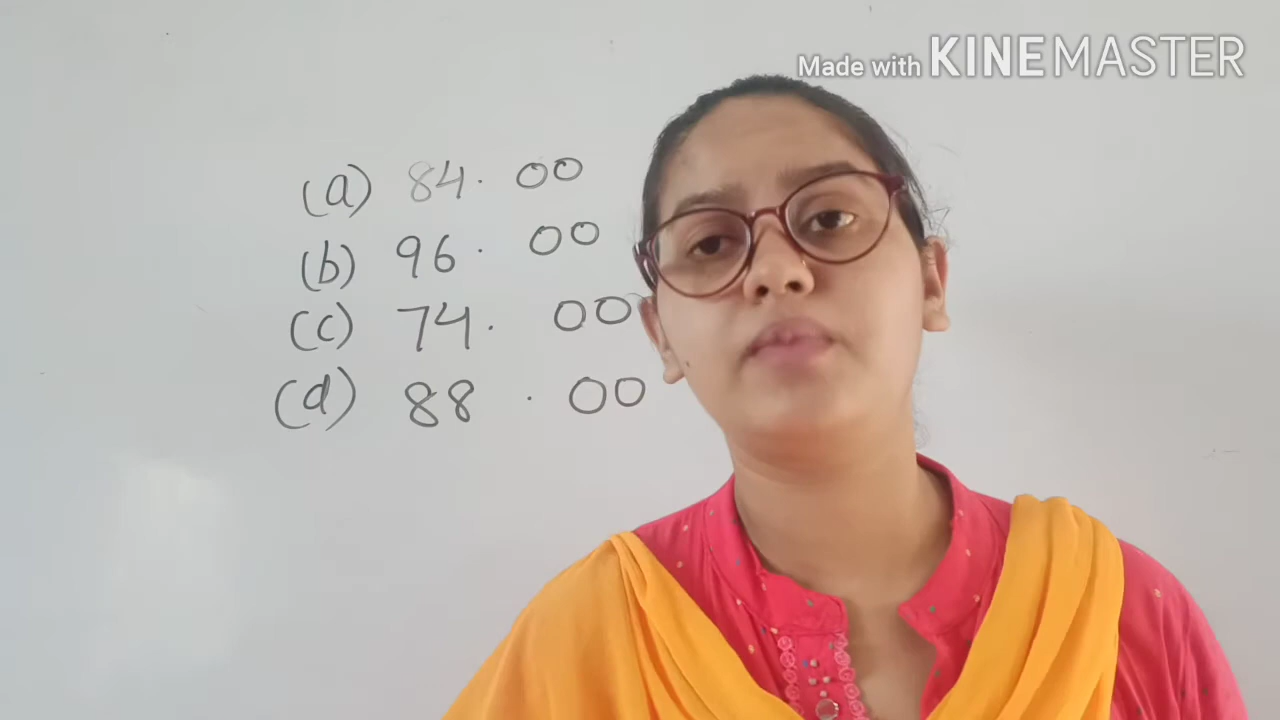 Made with KINEMASTER
(a) 84. 00
(b) 96. 00
(c) 74. 00
(d) 88 . 00